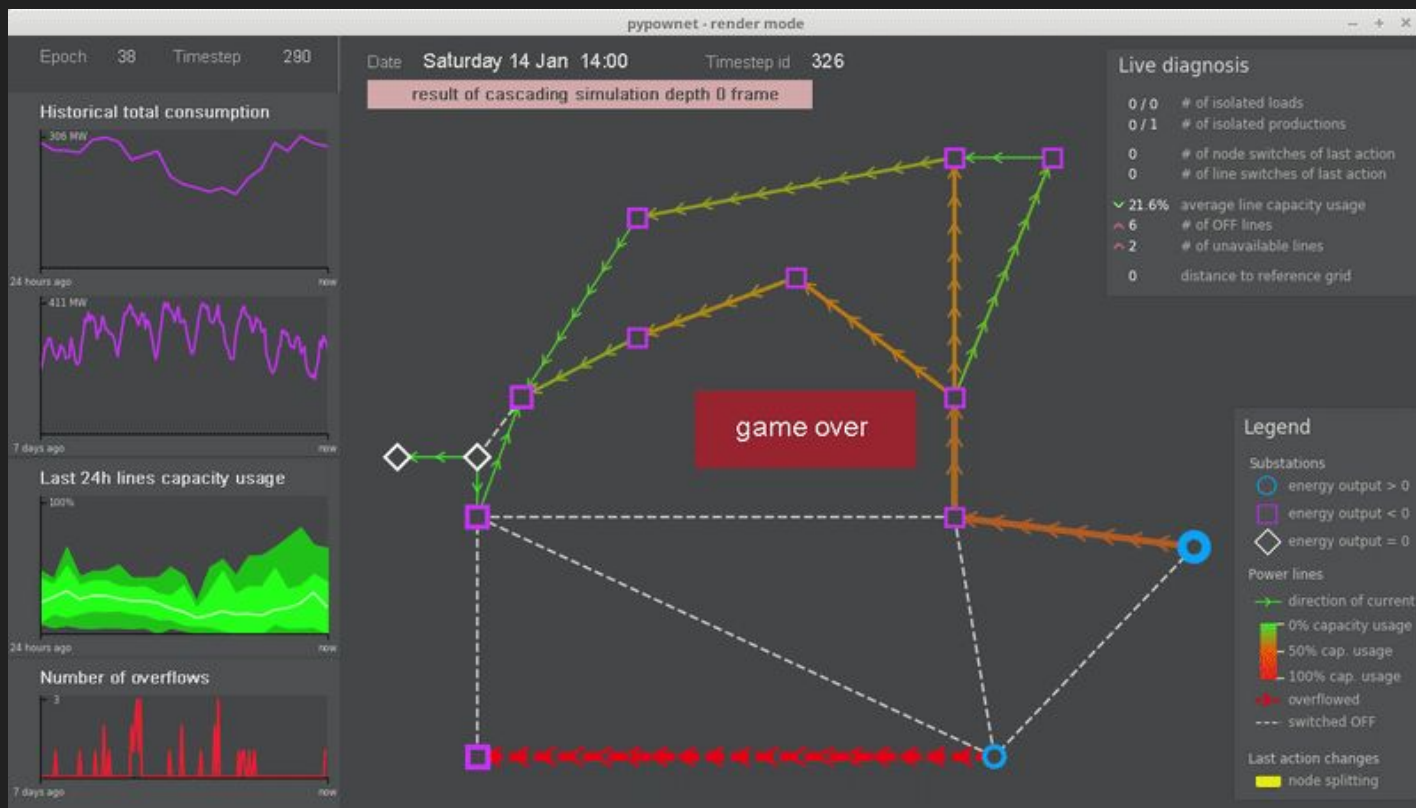 pypownet - render mode
Epoch 38 Timestep 290
Date Saturday 14 Jan 14:00 Timestep id 326
result of cascading simulation depth 0 frame
Historical total consumption
306 MW
24 hours ago now
411 MW
7 days ago now
Last 24h lines capacity usage
100%
24 hours ago now
Number of overflows
3
7 days ago now
game over
Live diagnosis
0 / 0 # of isolated loads
0 / 1 # of isolated productions
0 # of node switches of last action
0 # of line switches of last action
21.6% average line capacity usage
6 # of OFF lines
2 # of unavailable lines
0 distance to reference grid
Legend
Substations
energy output > 0
energy output < 0
energy output = 0
Power lines
direction of current
0% capacity usage
50% cap. usage
100% cap. usage
overflowed
switched OFF
Last action changes
node splitting